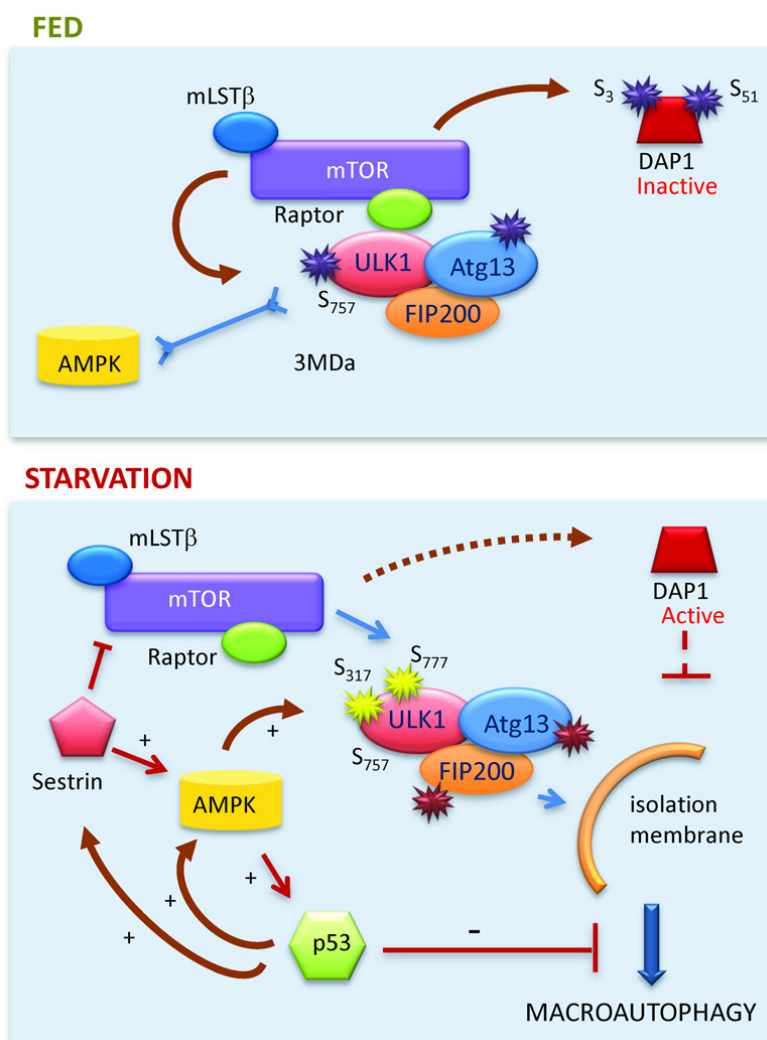 FED
mLSTβ
S3
S51
mTOR
DAP1
Inactive
Raptor
ULK1
Atg13
S757
FIP200
AMPK
3MDa
STARVATION
mLSTβ
mTOR
DAP1
Active
Raptor
S317
S777
ULK1
Atg13
+
+
S757
FIP200
Sestrin
AMPK
isolation
membrane
+
+
+
p53
-
MACROAUTOPHAGY